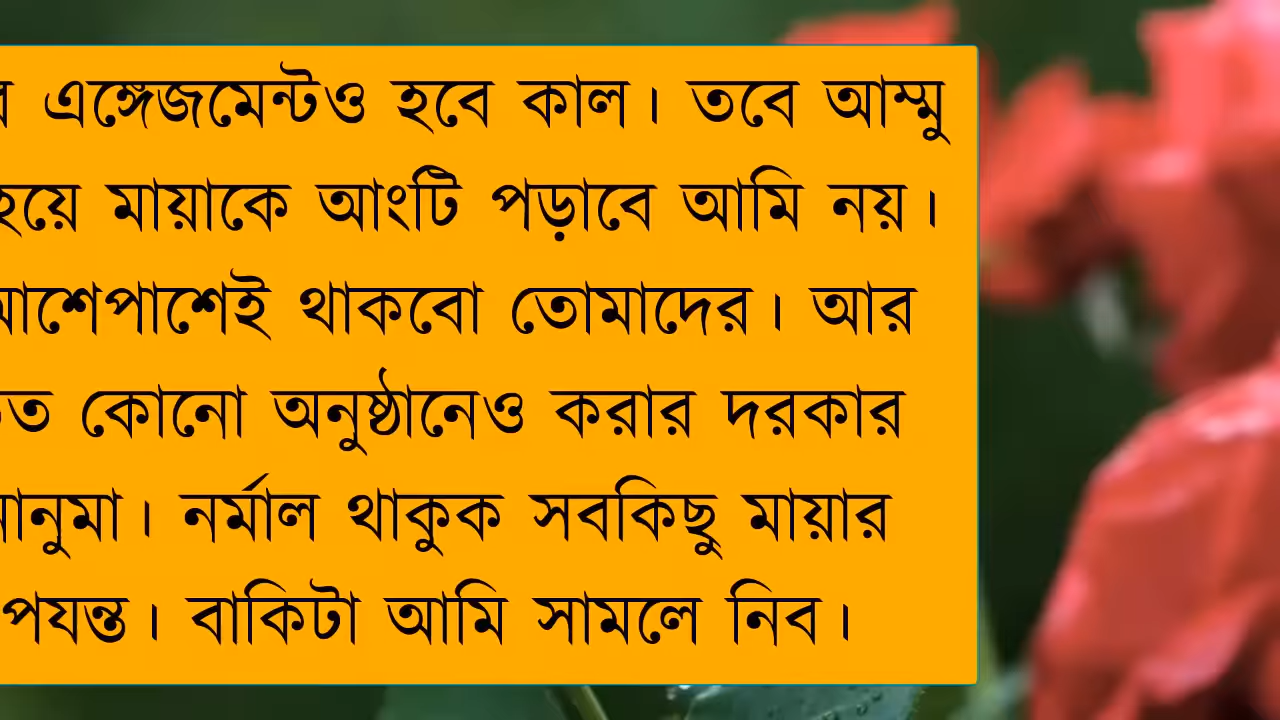 এঙ্গেজমেন্টও হবে কাল। তবে আম্মু
হয়ে মায়াকে আংটি পড়াবে আমি নয়।
আশেপাশেই থাকবো তোমাদের। আর
কোনো অনুষ্ঠানেও করার দরকার
নর্মাল থাকুক সবকিছু মায়ার
পযন্ত। বাকিটা আমি সামলে নিব।